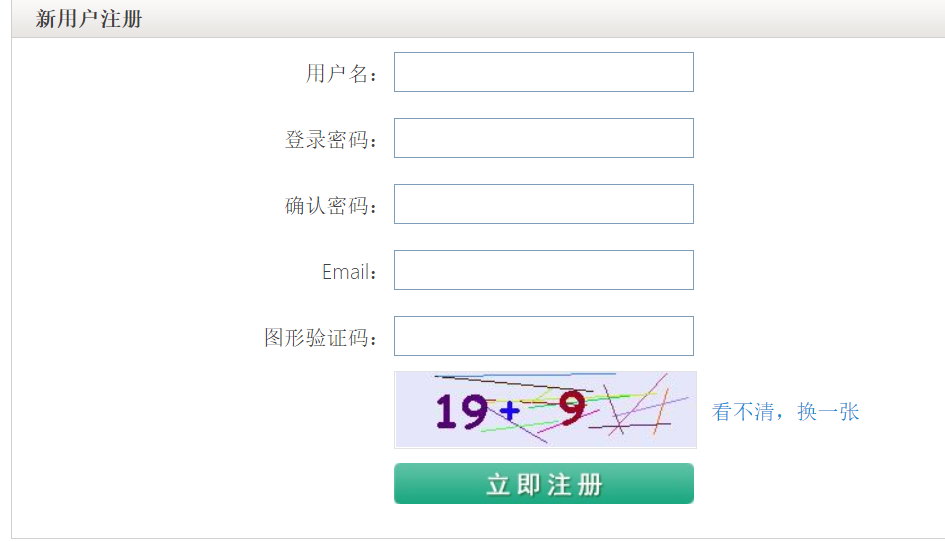 新用户注册
用户名：
登录密码：
确认密码：
Email：
图形验证码：
19 + 9
看不清，换一张
立即注册